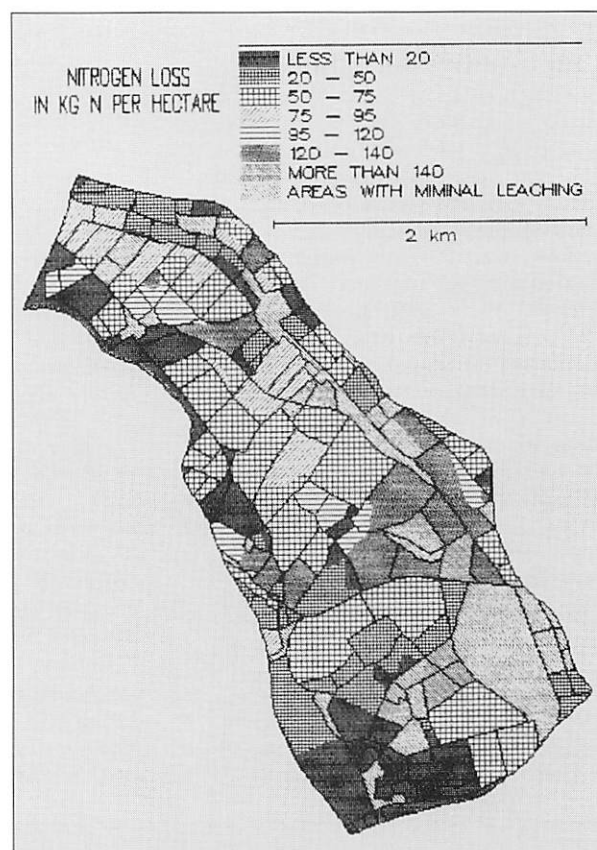 NITROGEN LOSS
IN KG N PER HECTARE
LESS THAN 20
20 – 50
50 – 75
75 – 95
95 – 120
120 – 140
MORE THAN 140
AREAS WITH MIMINAL LEACHING
2 km